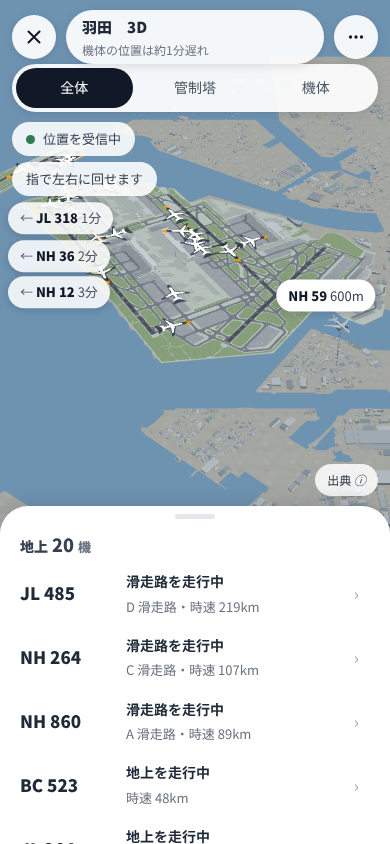 羽田　3D
機体の位置は約1分遅れ
全体
管制塔
機体
位置を受信中
指で左右に回せます
← JL 318 1分
← NH 36 2分
← NH 12 3分
NH 59 600m
出典 ⓘ
地上 20 機
JL 485
滑走路を走行中
D 滑走路・時速 219km
NH 264
滑走路を走行中
C 滑走路・時速 107km
NH 860
滑走路を走行中
A 滑走路・時速 89km
BC 523
地上を走行中
時速 48km
地上を走行中